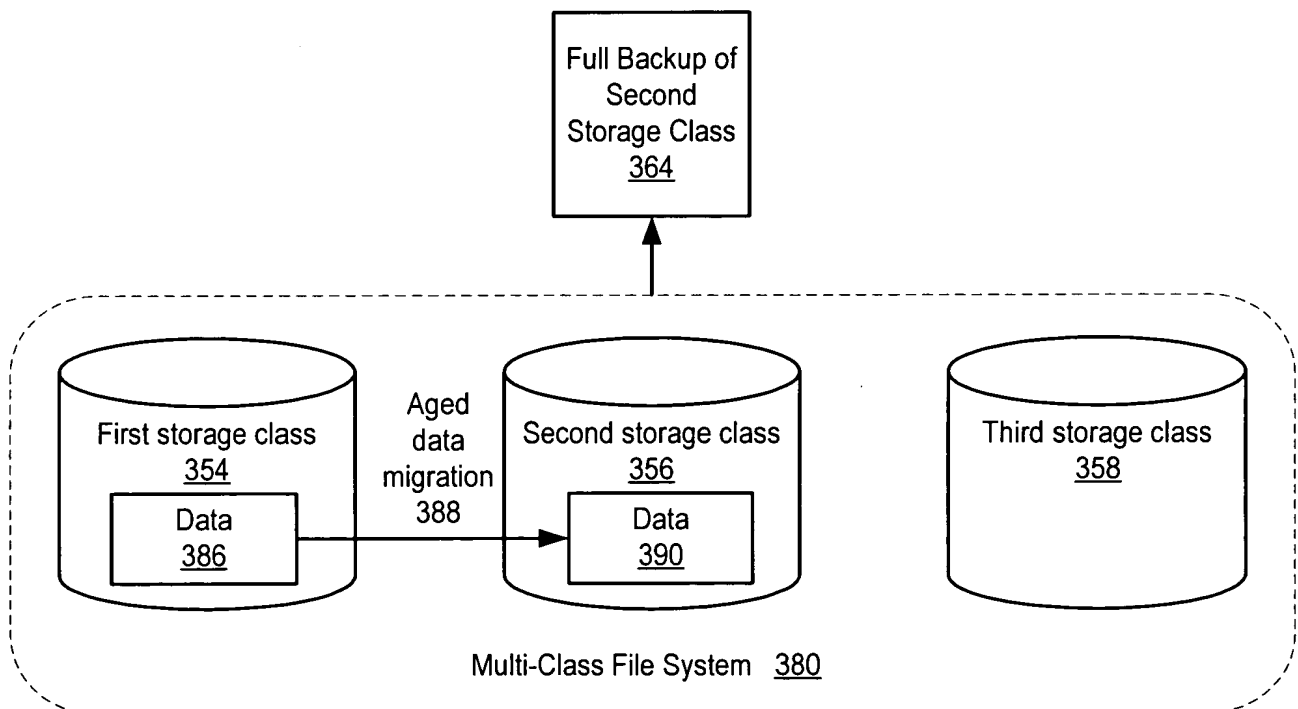 Full Backup of
Second
Storage Class
364
First storage class
354
Data
386
Aged
data
migration
388
Second storage class
356
Data
390
Third storage class
358
Multi-Class File System 380